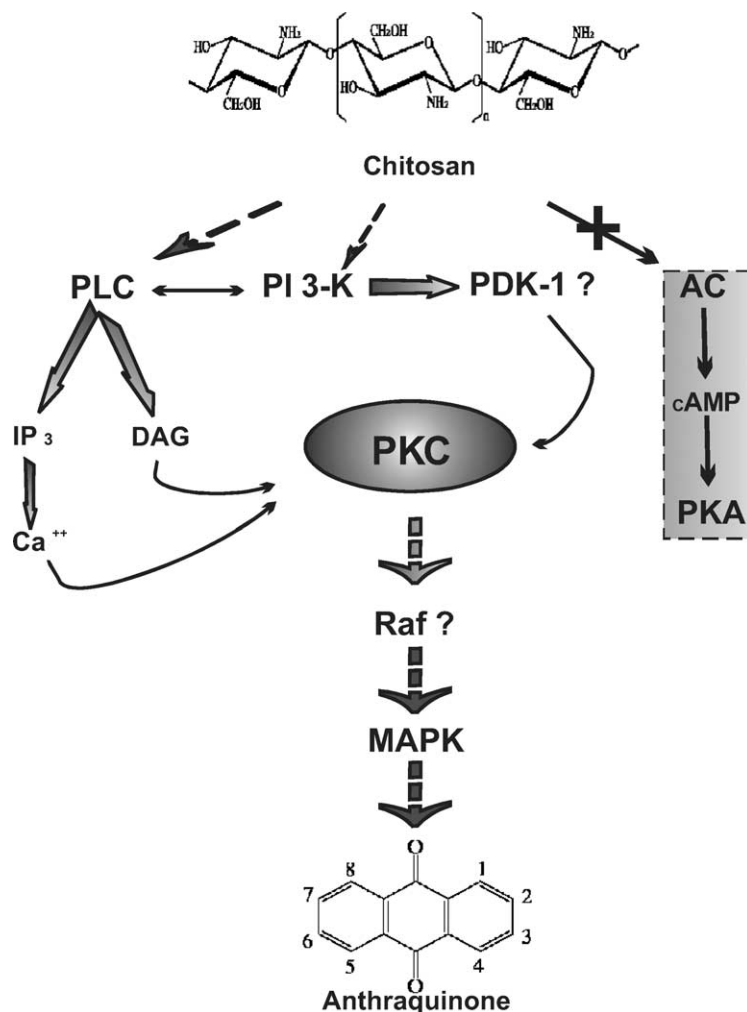 NH₂ CH₂OH NH₂
HO O O HO O
O HO O O
CH₂OH NH₂ n CH₂OH
Chitosan
PLC PI 3-K PDK-1 ? AC
IP 3 DAG PKC cAMP
Ca ++ PKA
Raf ?
MAPK
O
8 1
7 2
6 3
5 4
O
Anthraquinone